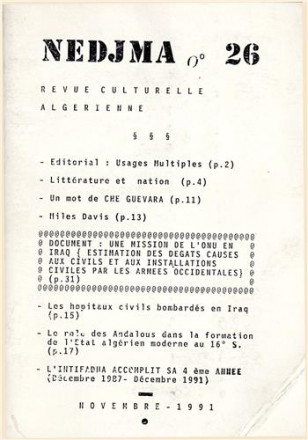 NEDJMA n° 26
REVUE CULTURELLE
ALGERIENNE
§ § §
- Editorial : Usages Multiples (p.2)
- Littérature et nation (p.4)
- Un mot de CHE GUEVARA (p.11)
- Miles Davis (p.13)
@@@@@@@@@@@@@@@@@@@@@@@@@@@@@@@@@@@@@@
@ DOCUMENT : UNE MISSION DE L'ONU EN @
@ IRAQ { ESTIMATION DES DEGATS CAUSES @
@ AUX CIVILS ET AUX INSTALLATIONS @
@ CIVILES PAR LES ARMEES OCCIDENTALES} @
@ (p.31) @
@@@@@@@@@@@@@@@@@@@@@@@@@@@@@@@@@@@@@@
- Les hopitaux civils bombardés en Iraq
(p.15)
- Le role des Andalous dans la formation
de l'Etat algérien moderne au 16° S.
(p.17)
- L'INTIFADHA ACCOMPLIT SA 4 ème ANNEE
(Décembre 1987- Décembre 1991)
NOVEMBRE-1991